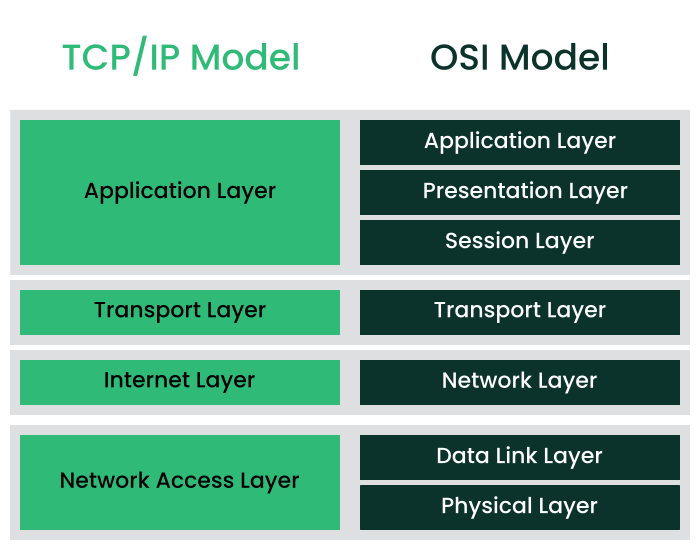 TCP/IP Model
OSI Model
Application Layer
Application Layer
Presentation Layer
Session Layer
Transport Layer
Transport Layer
Internet Layer
Network Layer
Network Access Layer
Data Link Layer
Physical Layer